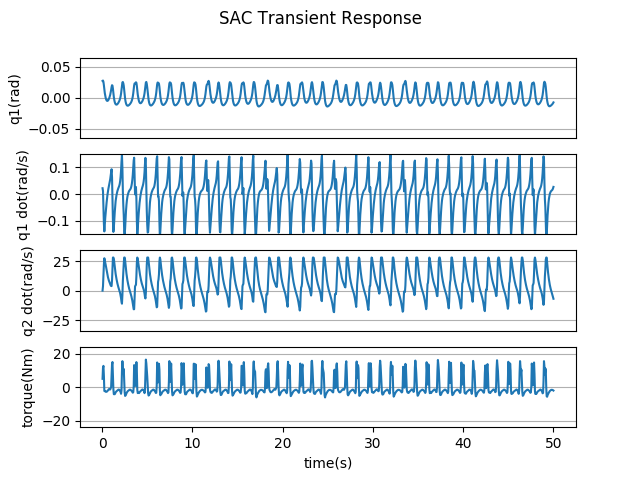 SAC Transient Response
0.05
0.00
−0.05
q1(rad)
0.1
0.0
−0.1
q1 dot(rad/s)
25
0
−25
q2 dot(rad/s)
20
0
−20
torque(Nm)
0 10 20 30 40 50
time(s)